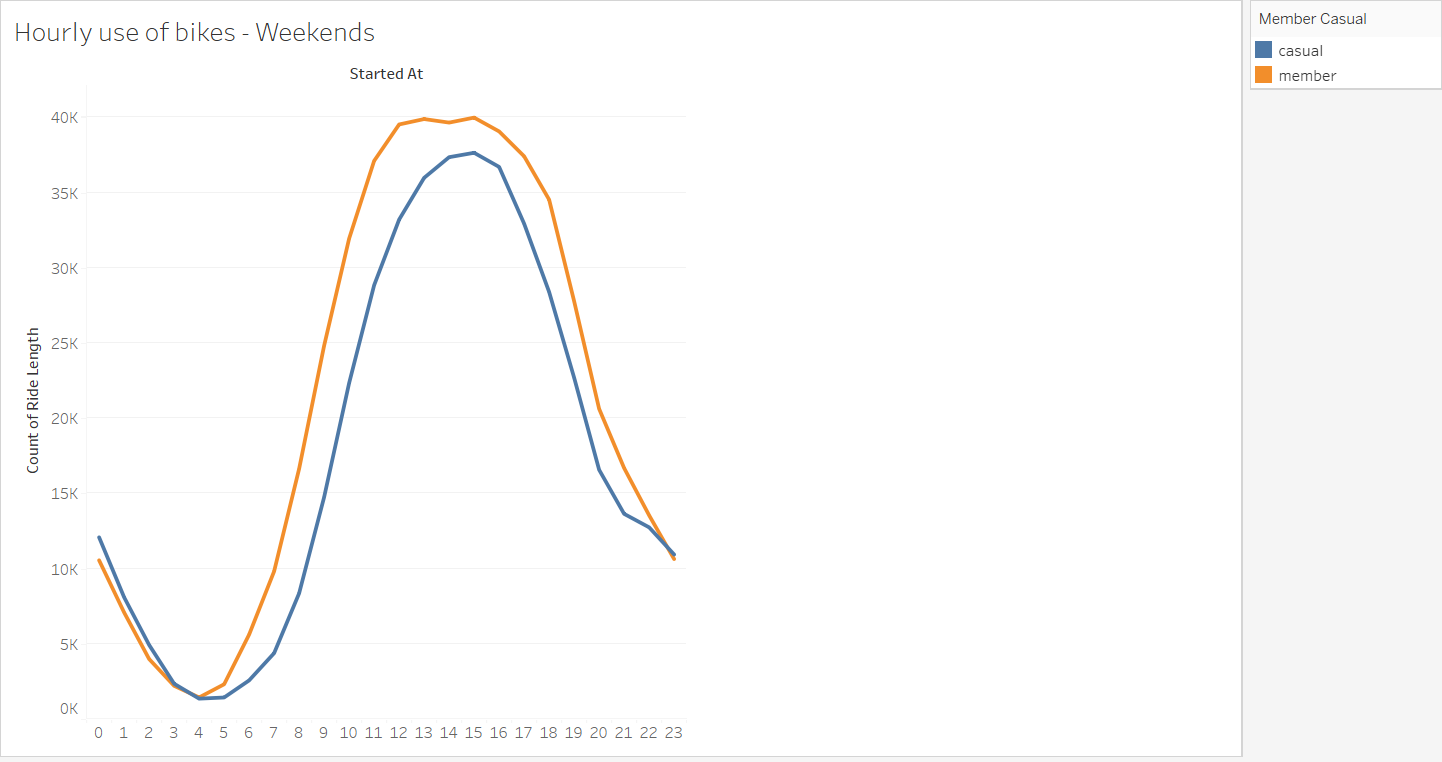 Hourly use of bikes - Weekends
Started At
Count of Ride Length
40K
35K
30K
25K
20K
15K
10K
5K
0K
0 1 2 3 4 5 6 7 8 9 10 11 12 13 14 15 16 17 18 19 20 21 22 23
Member Casual
casual
member